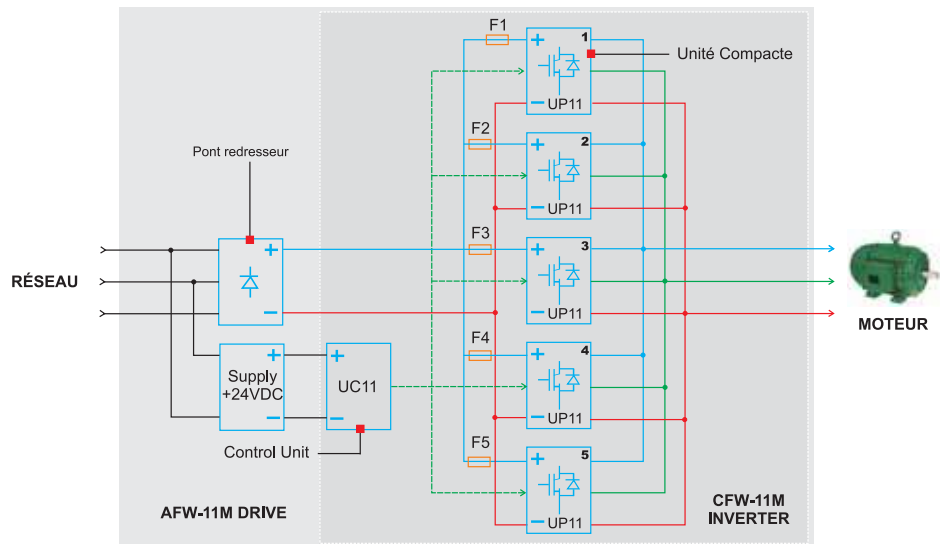 F1
+
1
Unité Compacte
−
UP11
F2
+
2
−
UP11
Pont redresseur
F3
+
3
−
UP11
RÉSEAU
+
−
MOTEUR
F4
+
4
−
UP11
Supply
+24VDC
+
−
+
UC11
−
Control Unit
F5
+
5
−
UP11
AFW-11M DRIVE
CFW-11M
INVERTER